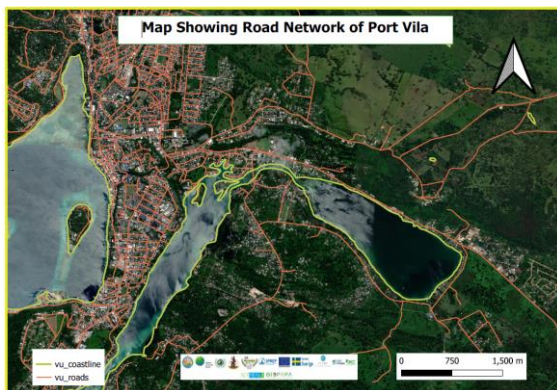 Map Showing Road Network of Port Vila
vu_coastline
vu_roads
0 750 1,500 m